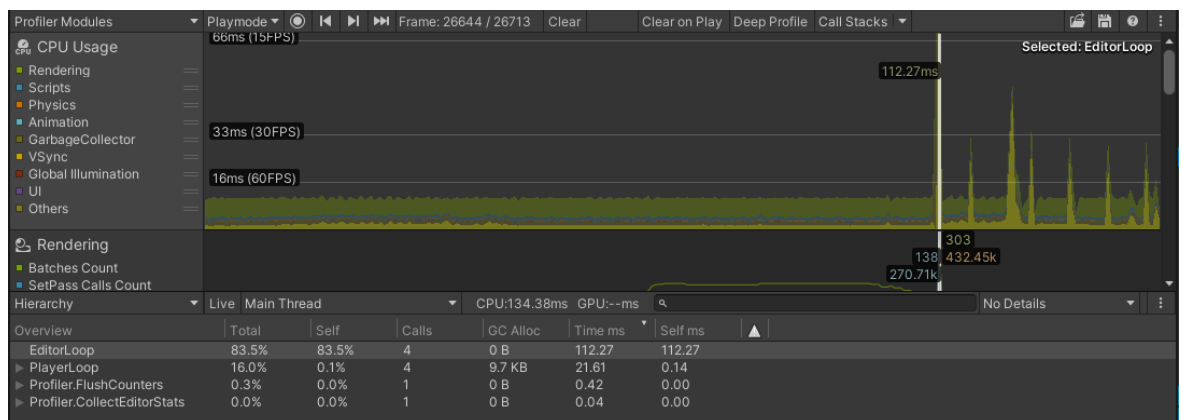 Profiler Modules Playmode Frame: 26644 / 26713 Clear Clear on Play Deep Profile Call Stacks
CPU Usage
Rendering
Scripts
Physics
Animation
GarbageCollector
VSync
Global Illumination
UI
Others
66ms (15FPS)
Selected: EditorLoop
112.27ms
33ms (30FPS)
16ms (60FPS)
Rendering
Batches Count
SetPass Calls Count
303
138 432.45k
270.71k
Hierarchy Live Main Thread CPU:134.38ms GPU:--ms No Details
Overview Total Self Calls GC Alloc Time ms Self ms
EditorLoop 83.5% 83.5% 4 0 B 112.27 112.27
PlayerLoop 16.0% 0.1% 4 9.7 KB 21.61 0.14
Profiler.FlushCounters 0.3% 0.0% 1 0 B 0.42 0.00
Profiler.CollectEditorStats 0.0% 0.0% 1 0 B 0.04 0.00